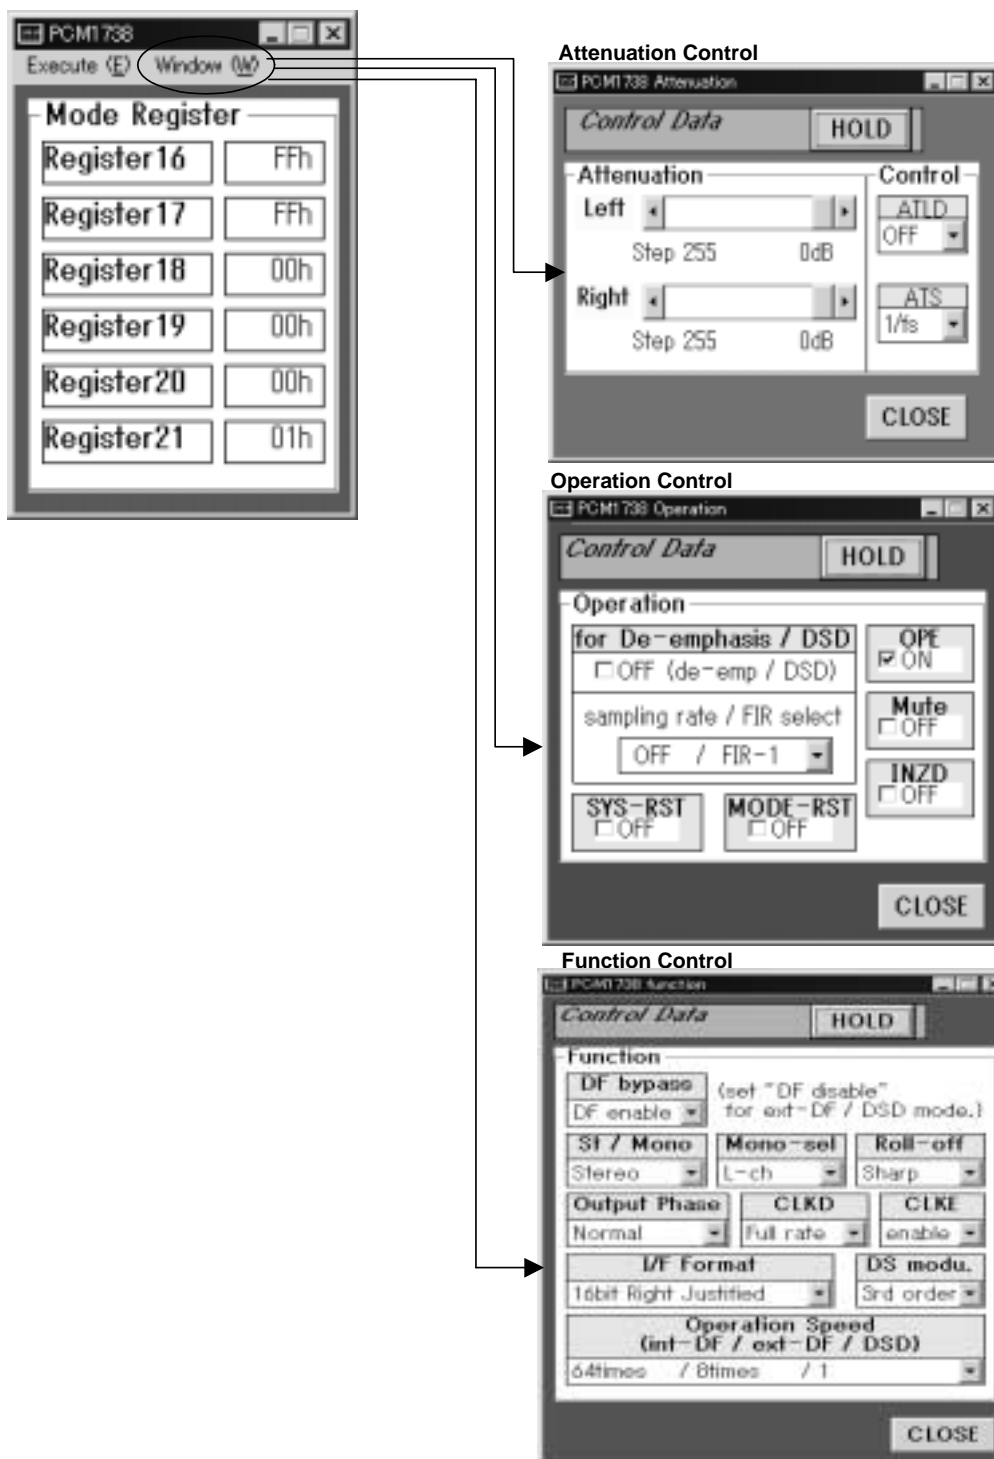 PCM1738
Execute (E) Window (W)
Mode Register
Register16 FFh
Register17 FFh
Register18 00h
Register19 00h
Register20 00h
Register21 01h
Attenuation Control
PCM1738 Attenuation
Control Data HOLD
Attenuation Control
Left ATLD
OFF
Step 255 0dB
Right ATS
1/fs
Step 255 0dB
CLOSE
Operation Control
PCM1738 Operation
Control Data HOLD
Operation
for De-emphasis / DSD OPE
OFF (de-emp / DSD) ON
sampling rate / FIR select Mute
OFF
OFF / FIR-1
INZD
OFF
SYS-RST MODE-RST
OFF OFF
CLOSE
Function Control
PCM1738 function
Control Data HOLD
Function
DF bypass (set "DF disable"
DF enable for ext-DF / DSD mode.)
St / Mono Mono-sel Roll-off
Stereo L-ch Sharp
Output Phase CLKD CLKE
Normal Full rate enable
I/F Format DS modu.
16bit Right Justified 3rd order
Operation Speed
(int-DF / ext-DF / DSD)
64times / 8times / 1
CLOSE